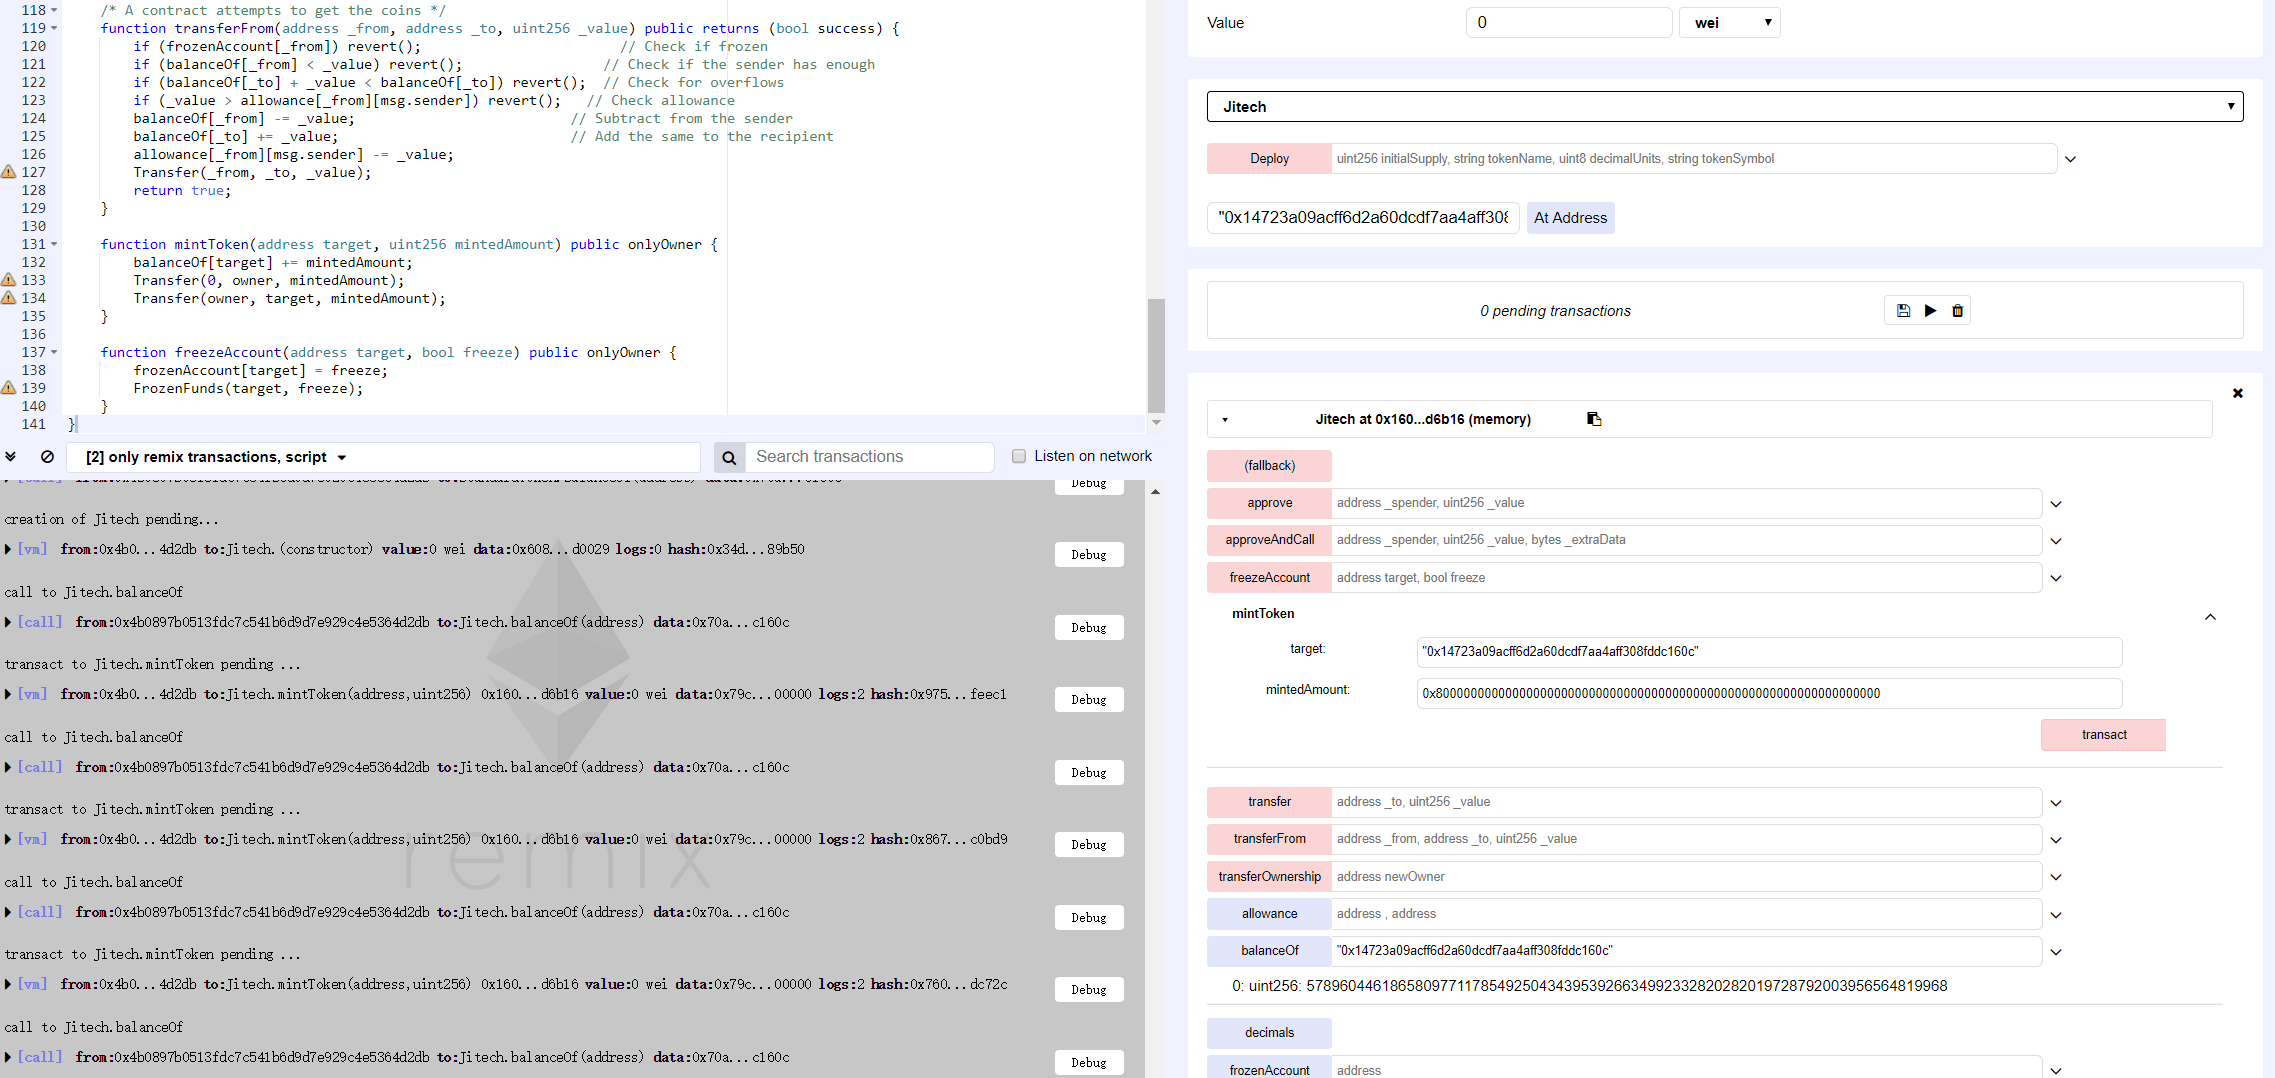 118 /* A contract attempts to get the coins */
119 function transferFrom(address _from, address _to, uint256 _value) public returns (bool success) {
120 if (frozenAccount[_from]) revert(); // Check if frozen
121 if (balanceOf[_from] < _value) revert(); // Check if the sender has enough
122 if (balanceOf[_to] + _value < balanceOf[_to]) revert(); // Check for overflows
123 if (_value > allowance[_from][msg.sender]) revert(); // Check allowance
124 balanceOf[_from] -= _value; // Subtract from the sender
125 balanceOf[_to] += _value; // Add the same to the recipient
126 allowance[_from][msg.sender] -= _value;
127 Transfer(_from, _to, _value);
128 return true;
129 }
130
131 function mintToken(address target, uint256 mintedAmount) public onlyOwner {
132 balanceOf[target] += mintedAmount;
133 Transfer(0, owner, mintedAmount);
134 Transfer(owner, target, mintedAmount);
135 }
136
137 function freezeAccount(address target, bool freeze) public onlyOwner {
138 frozenAccount[target] = freeze;
139 FrozenFunds(target, freeze);
140 }
141 }
[2] only remix transactions, script
Search transactions
Listen on network
Debug
creation of Jitech pending...
[vm] from:0x4b0...4d2db to:Jitech.(constructor) value:0 wei data:0x608...d0029 logs:0 hash:0x34d...89b50 Debug
call to Jitech.balanceOf
[call] from:0x4b0897b0513fdc7c541b6d9d7e929c4e5364d2db to:Jitech.balanceOf(address) data:0x70a...c160c Debug
transact to Jitech.mintToken pending ...
[vm] from:0x4b0...4d2db to:Jitech.mintToken(address,uint256) 0x160...d6b16 value:0 wei data:0x79c...00000 logs:2 hash:0x975...feec1 Debug
call to Jitech.balanceOf
[call] from:0x4b0897b0513fdc7c541b6d9d7e929c4e5364d2db to:Jitech.balanceOf(address) data:0x70a...c160c Debug
transact to Jitech.mintToken pending ...
[vm] from:0x4b0...4d2db to:Jitech.mintToken(address,uint256) 0x160...d6b16 value:0 wei data:0x79c...00000 logs:2 hash:0x867...c0bd9 Debug
remix
call to Jitech.balanceOf
[call] from:0x4b0897b0513fdc7c541b6d9d7e929c4e5364d2db to:Jitech.balanceOf(address) data:0x70a...c160c Debug
transact to Jitech.mintToken pending ...
[vm] from:0x4b0...4d2db to:Jitech.mintToken(address,uint256) 0x160...d6b16 value:0 wei data:0x79c...00000 logs:2 hash:0x760...dc72c Debug
call to Jitech.balanceOf
[call] from:0x4b0897b0513fdc7c541b6d9d7e929c4e5364d2db to:Jitech.balanceOf(address) data:0x70a...c160c Debug
Value 0 wei
Jitech
Deploy uint256 initialSupply, string tokenName, uint8 decimalUnits, string tokenSymbol
"0x14723a09acff6d2a60dcdf7aa4aff308 At Address
0 pending transactions
Jitech at 0x160...d6b16 (memory)
(fallback)
approve address _spender, uint256 _value
approveAndCall address _spender, uint256 _value, bytes _extraData
freezeAccount address target, bool freeze
mintToken
target: "0x14723a09acff6d2a60dcdf7aa4aff308fddc160c"
mintedAmount: 0x8000000000000000000000000000000000000000000000000000000000000000
transact
transfer address _to, uint256 _value
transferFrom address _from, address _to, uint256 _value
transferOwnership address newOwner
allowance address , address
balanceOf "0x14723a09acff6d2a60dcdf7aa4aff308fddc160c"
0: uint256: 57896044618658097711785492504343953926634992332820282019728792003956564819968
decimals
frozenAccount address